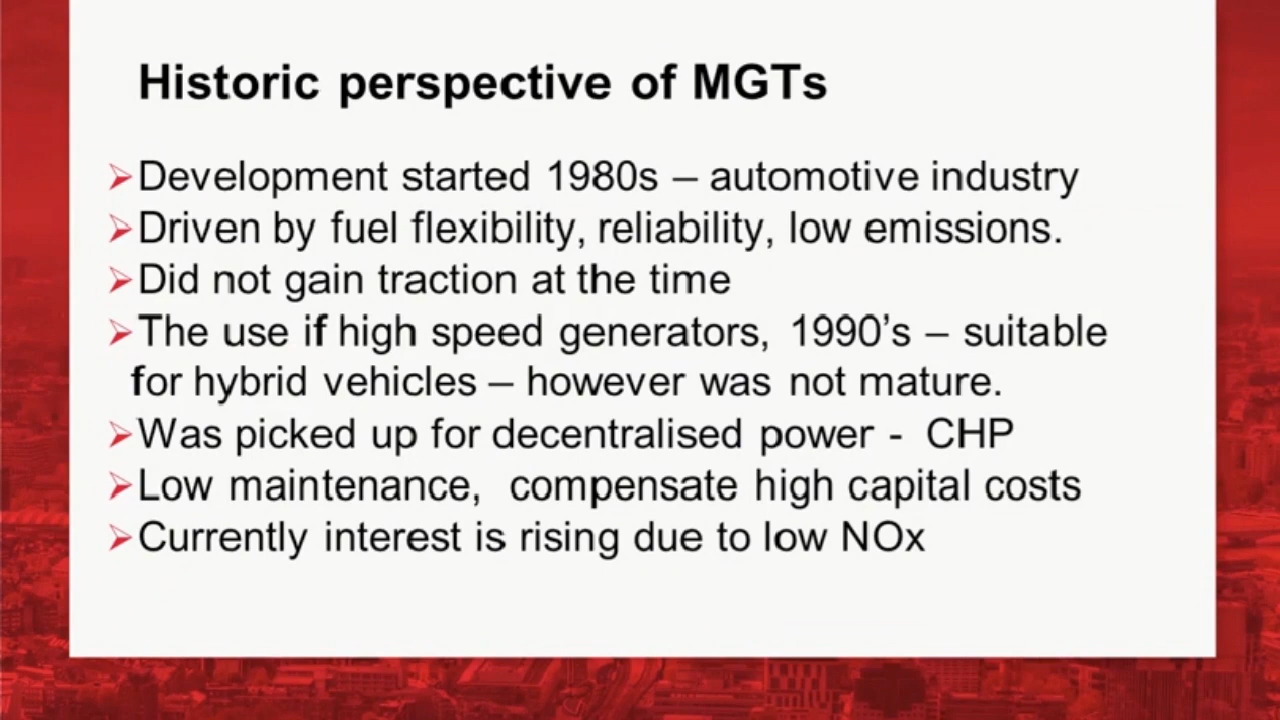 Historic perspective of MGTs
➢Development started 1980s – automotive industry
➢Driven by fuel flexibility, reliability, low emissions.
➢Did not gain traction at the time
➢The use if high speed generators, 1990’s – suitable
for hybrid vehicles – however was not mature.
➢Was picked up for decentralised power - CHP
➢Low maintenance, compensate high capital costs
➢Currently interest is rising due to low NOx